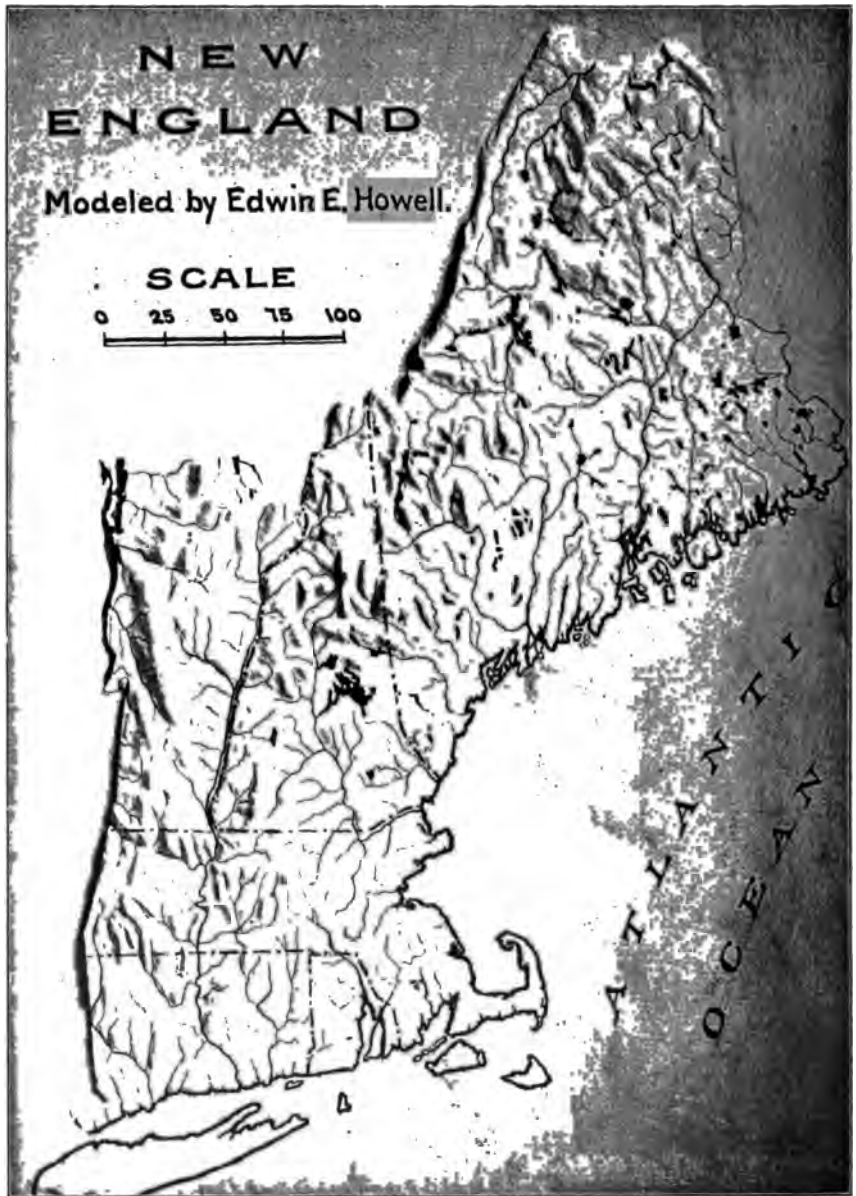 NEW
ENGLAND
Modeled by Edwin E. Howell.
SCALE
0 25 50 75 100
ATLANTIC
OCEAN